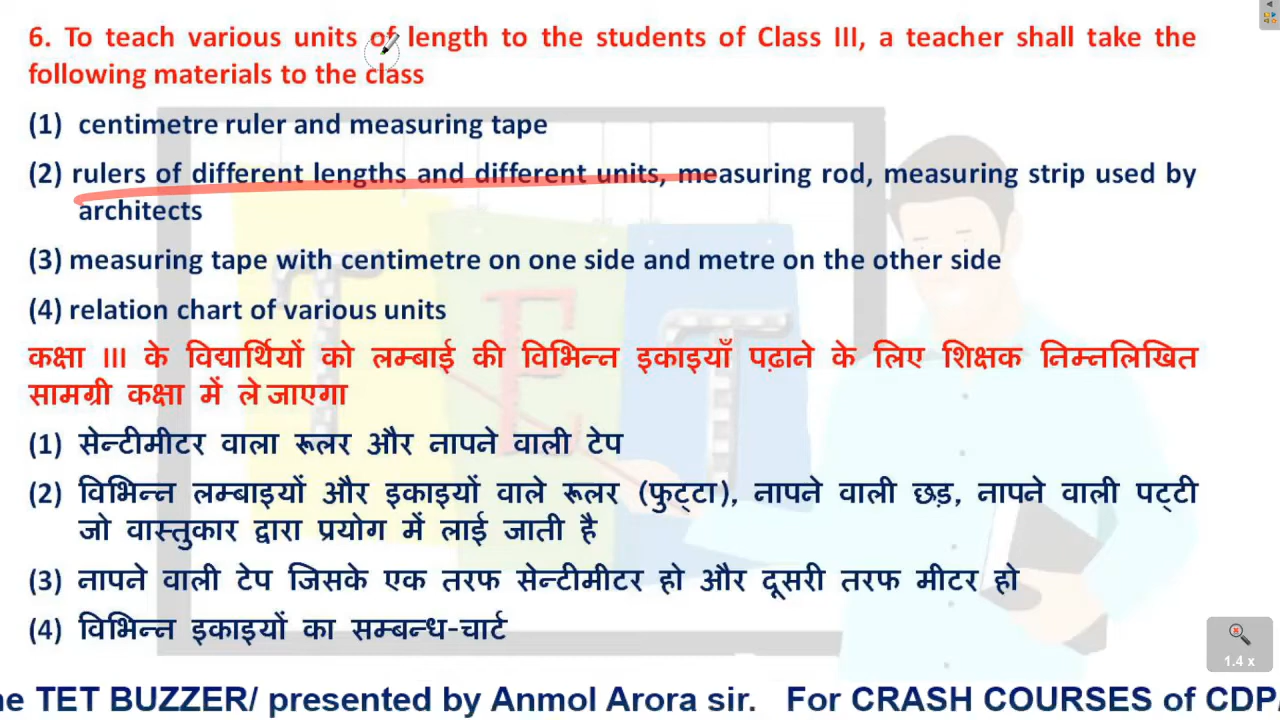 6. To teach various units of length to the students of Class III, a teacher shall take the
following materials to the class
(1) centimetre ruler and measuring tape
(2) rulers of different lengths and different units, measuring rod, measuring strip used by
architects
(3) measuring tape with centimetre on one side and metre on the other side
(4) relation chart of various units
कक्षा III के विद्यार्थियों को लम्बाई की विभिन्न इकाइयाँ पढ़ाने के लिए शिक्षक निम्नलिखित
सामग्री कक्षा में ले जाएगा
(1) सेन्टीमीटर वाला रूलर और नापने वाली टेप
(2) विभिन्न लम्बाइयों और इकाइयों वाले रूलर (फुट्टा), नापने वाली छड़, नापने वाली पट्टी
जो वास्तुकार द्वारा प्रयोग में लाई जाती है
(3) नापने वाली टेप जिसके एक तरफ सेन्टीमीटर हो और दूसरी तरफ मीटर हो
(4) विभिन्न इकाइयों का सम्बन्ध-चार्ट
TET
1.4 x
he TET BUZZER/ presented by Anmol Arora sir. For CRASH COURSES of CDP